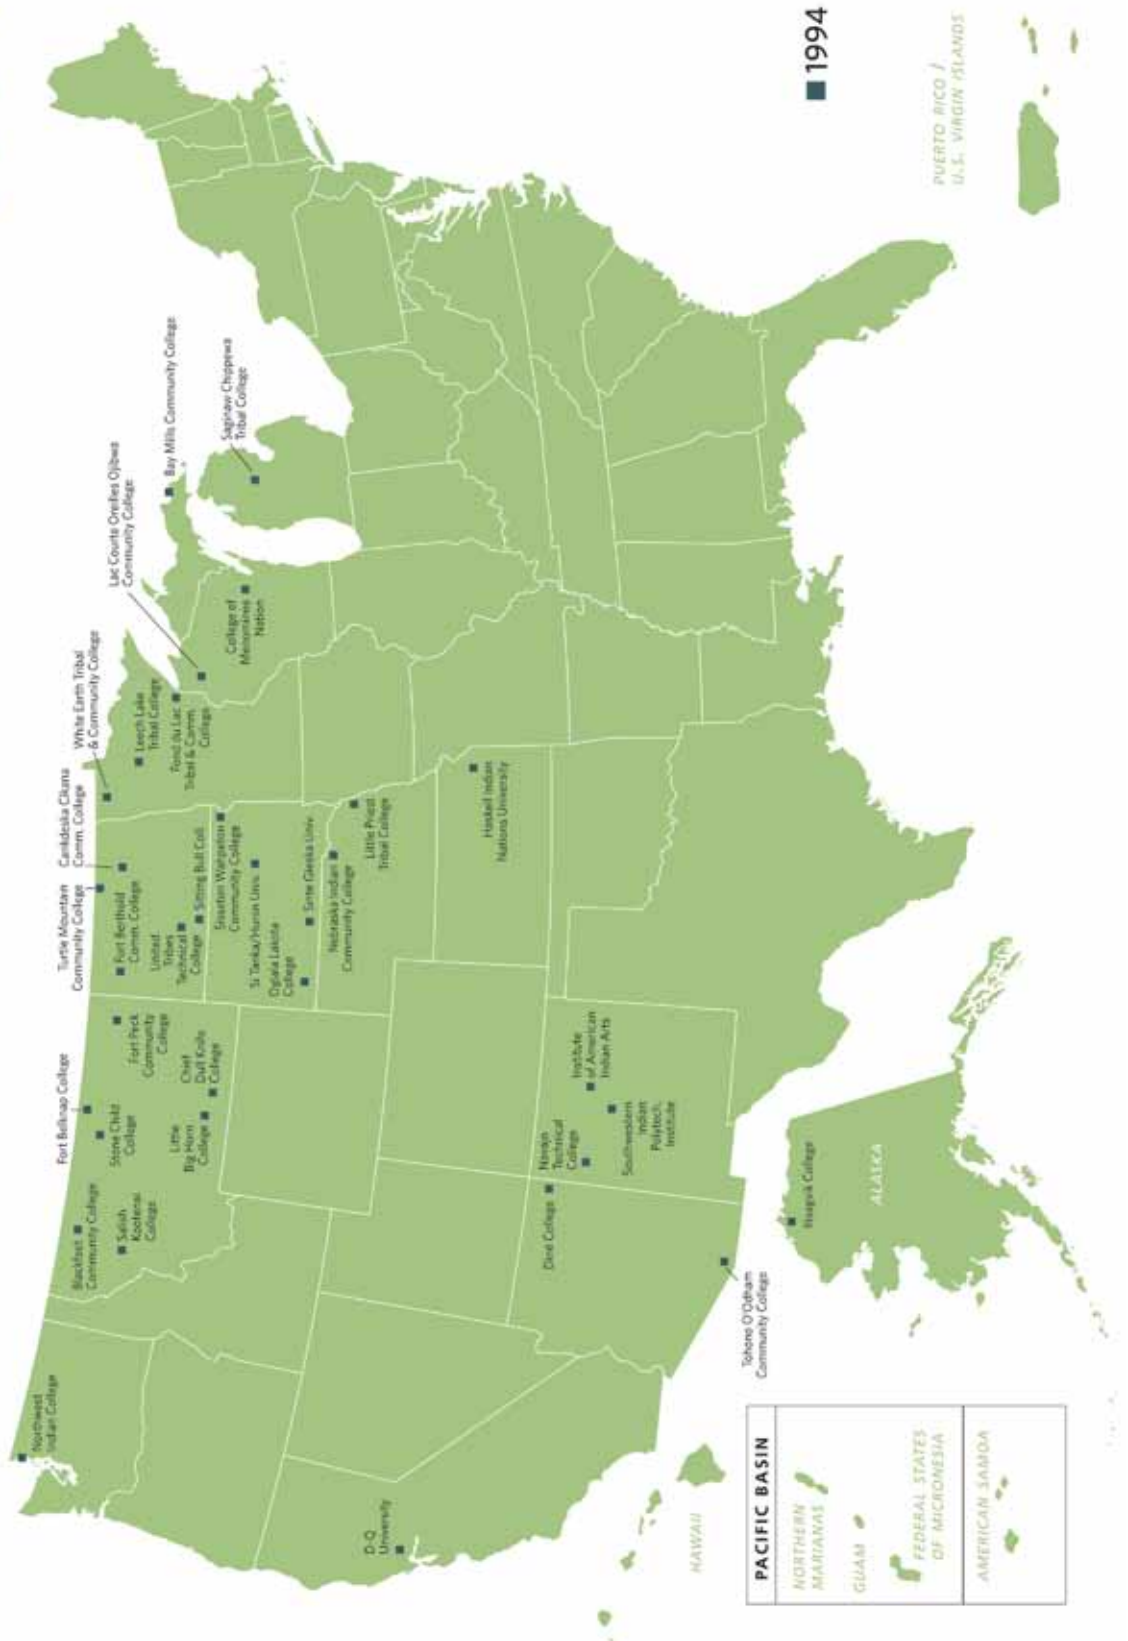 Northwest
Indian College
D-Q
University
Blackfeet
Community College
Salish
Kootenai
College
Fort Belknap College
Stone Child
College
Little
Big Horn
College
Chief
Dull Knife
College
Fort Peck
Community
College
Turtle Mountain
Community College
Cankdeska Cikana
Comm. College
Fort Berthold
Comm. College
United
Tribes
Technical
College
Sitting Bull Coll.
Sisseton Wahpeton
Community College
Si Tanka/Huron Univ.
Oglala Lakota
College
Sinte Gleska Univ.
Nebraska Indian
Community College
Little Priest
Tribal College
White Earth Tribal
& Community College
Leech Lake
Tribal College
Fond du Lac
Tribal & Comm.
College
Lac Courte Oreilles Ojibwa
Community College
College of
Menominee
Nation
Bay Mills Community College
Saginaw Chippewa
Tribal College
Haskell Indian
Nations University
Diné College
Navajo
Technical
College
Institute
of American
Indian Arts
Southwestern
Indian
Polytech.
Institute
Tohono O'Odham
Community College
Ilisagvik College
ALASKA
HAWAII
PACIFIC BASIN
NORTHERN
MARIANAS
GUAM
FEDERAL STATES
OF MICRONESIA
AMERICAN SAMOA
1994
PUERTO RICO /
U.S. VIRGIN ISLANDS